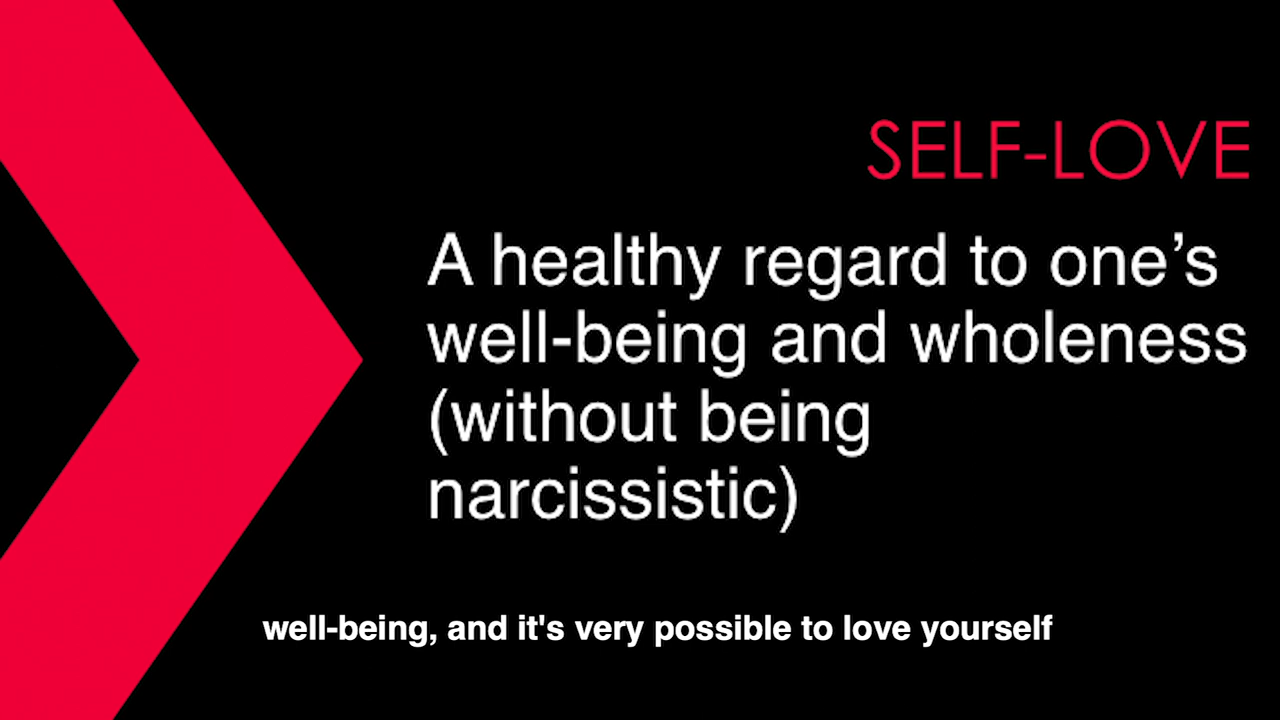 SELF-LOVE
A healthy regard to one’s
well-being and wholeness
(without being
narcissistic)
well-being, and it's very possible to love yourself